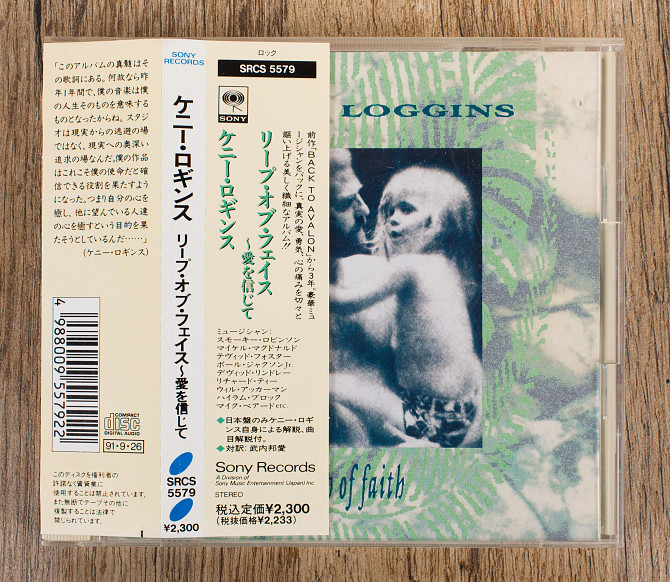 「このアルバムの真髄はそ
の歌詞にある。何故なら昨
年1年間で、僕の音楽は僕
の人生そのものを意味する
ものとなったからね。スタジ
オは現実からの逃避の場
ではなく、現実への奥深い
追求の場なんだ。僕の作品
はこれこそ僕の使命だと確
信できる役割を果たすよう
になった。つまり自分の心を
癒し、他に望んでいる人達
の心を癒すという目的を果
たそうとしているんだ……」
(ケニー・ロギンス)
4988009557922
COMPACT
disc
DIGITAL AUDIO
91・9・26
このディスクを権利者の
許諾なく賃貸業に
使用することは禁止されています。
また無断でテープその他に
複製することは法律で
禁じられています。
SONY
RECORDS
ケニー・ロギンス リープ・オブ・フェイス〜愛を信じて
SRCS
5579
¥2,300
ロック
SRCS 5579
SONY
リープ・オブ・フェイス
〜愛を信じて
ケニー・ロギンス
前作「BACK TO AVALON」から3年。豪華ミュ
ージシャンをバックに、真実の愛、勇気、心の痛みを切々と
謳い上げる美しく繊細なアルバム!!
ミュージシャン:
スモーキー・ロビンソン
マイケル・マクドナルド
デヴィッド・フォスター
ポール・ジャクソンJr.
デヴィッド・リンドレー
リチャード・ティー
ウィル・アッカーマン
ハイラム・ブロック
マイク・ベアードetc.
◆日本盤のみケニー・ロギ
ンス自身による解説、曲
目解説付。
◆対訳:武内邦愛
Sony Records
A Division of
Sony Music Entertainment (Japan) Inc.
STEREO
税込定価¥2,300
(税抜価格¥2,233)
LOGGINS
of faith